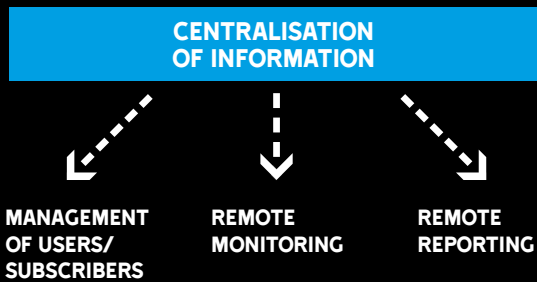 CENTRALISATION
OF INFORMATION
MANAGEMENT
OF USERS/
SUBSCRIBERS
REMOTE
MONITORING
REMOTE
REPORTING